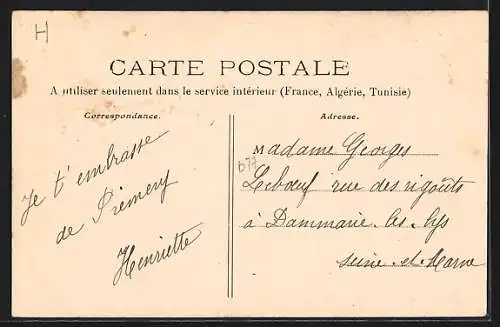 H
CARTE POSTALE
A utiliser seulement dans le service intérieur (France, Algérie, Tunisie)
Correspondance.
Je t'embrasse
de Prémery
Henriette
Adresse.
Madame Georges
Leboeuf rue des rigoûts
à Dammarie-les-lys
Seine-et-Marne